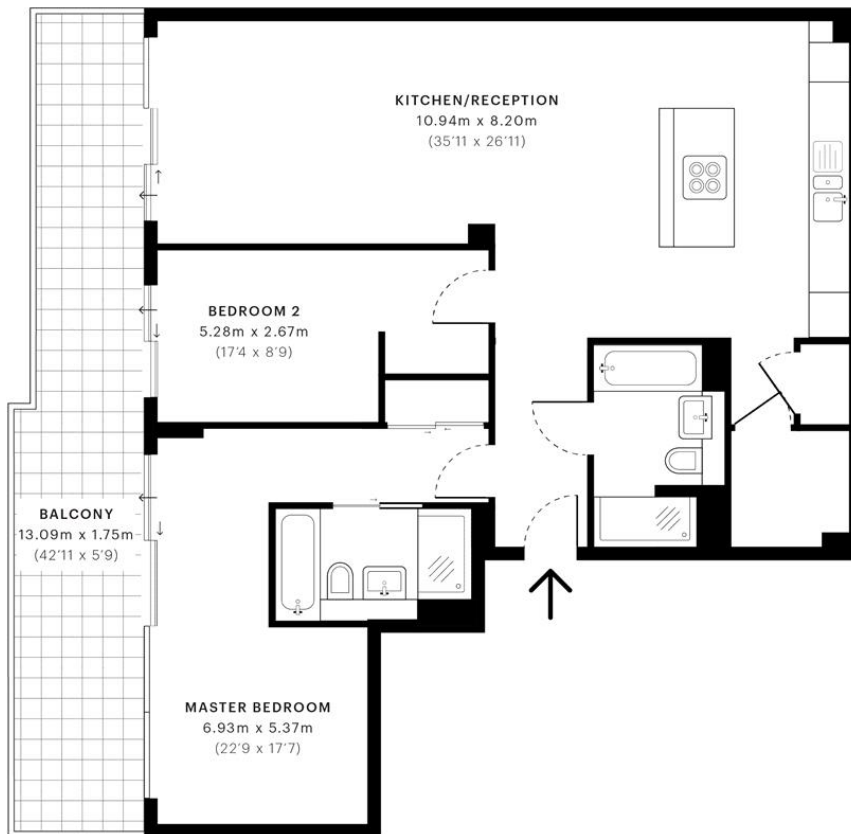 KITCHEN/RECEPTION
10.94m x 8.20m
(35'11 x 26'11)
BEDROOM 2
5.28m x 2.67m
(17'4 x 8'9)
BALCONY
13.09m x 1.75m
(42'11 x 5'9)
MASTER BEDROOM
6.93m x 5.37m
(22'9 x 17'7)